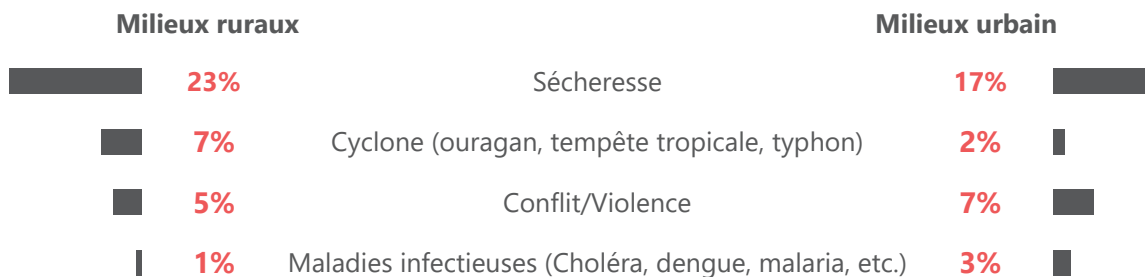 Milieux ruraux Milieux urbain
23% Sécheresse 17%
7% Cyclone (ouragan, tempête tropicale, typhon) 2%
5% Conflit/Violence 7%
1% Maladies infectieuses (Choléra, dengue, malaria, etc.) 3%